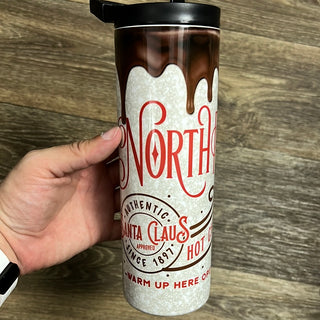 NORTH
AUTHENTIC
SANTA CLAUS
APPROVED
SINCE 1897
HOT
WARM UP HERE